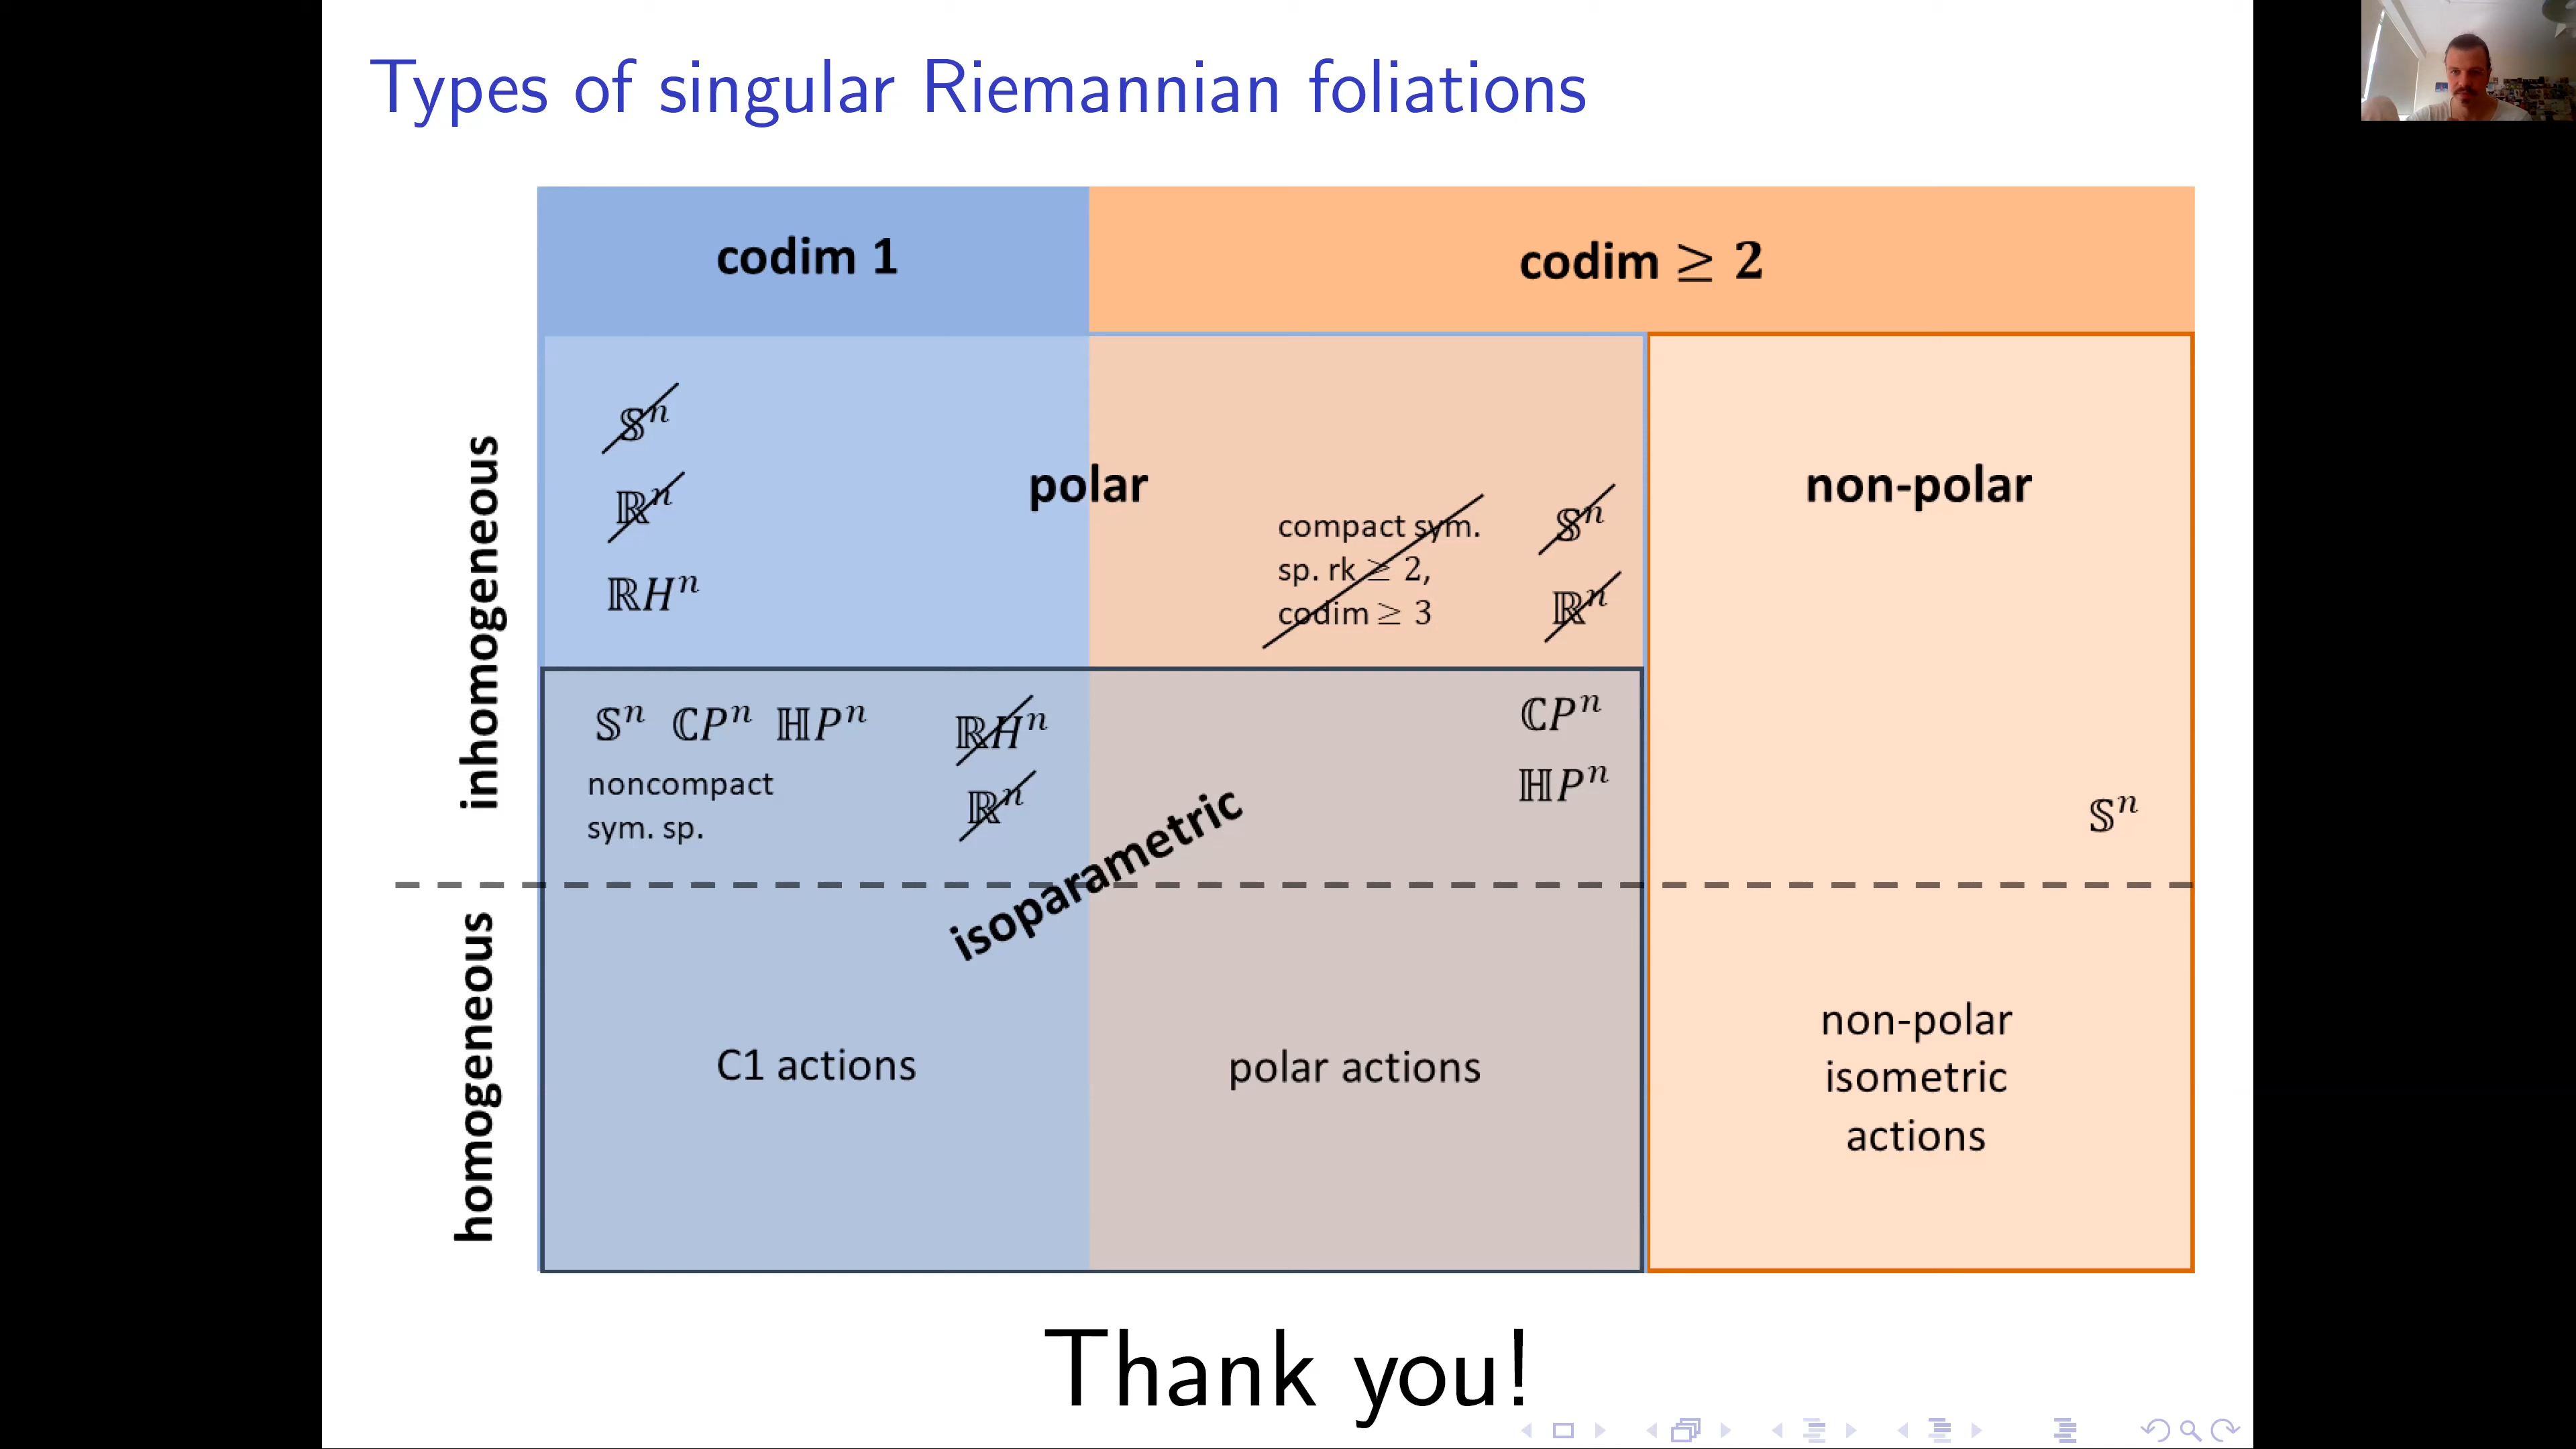 Types of singular Riemannian foliations
codim 1
codim ≥ 2
inhomogeneous
homogeneous
𝕊ⁿ
ℝⁿ
ℝHⁿ
polar
compact sym.
sp. rk ≥ 2,
codim ≥ 3
𝕊ⁿ
ℝⁿ
non-polar
𝕊ⁿ ℂPⁿ ℍPⁿ
noncompact
sym. sp.
ℝHⁿ
ℝⁿ
isoparametric
ℂPⁿ
ℍPⁿ
𝕊ⁿ
C1 actions
polar actions
non-polar
isometric
actions
Thank you!